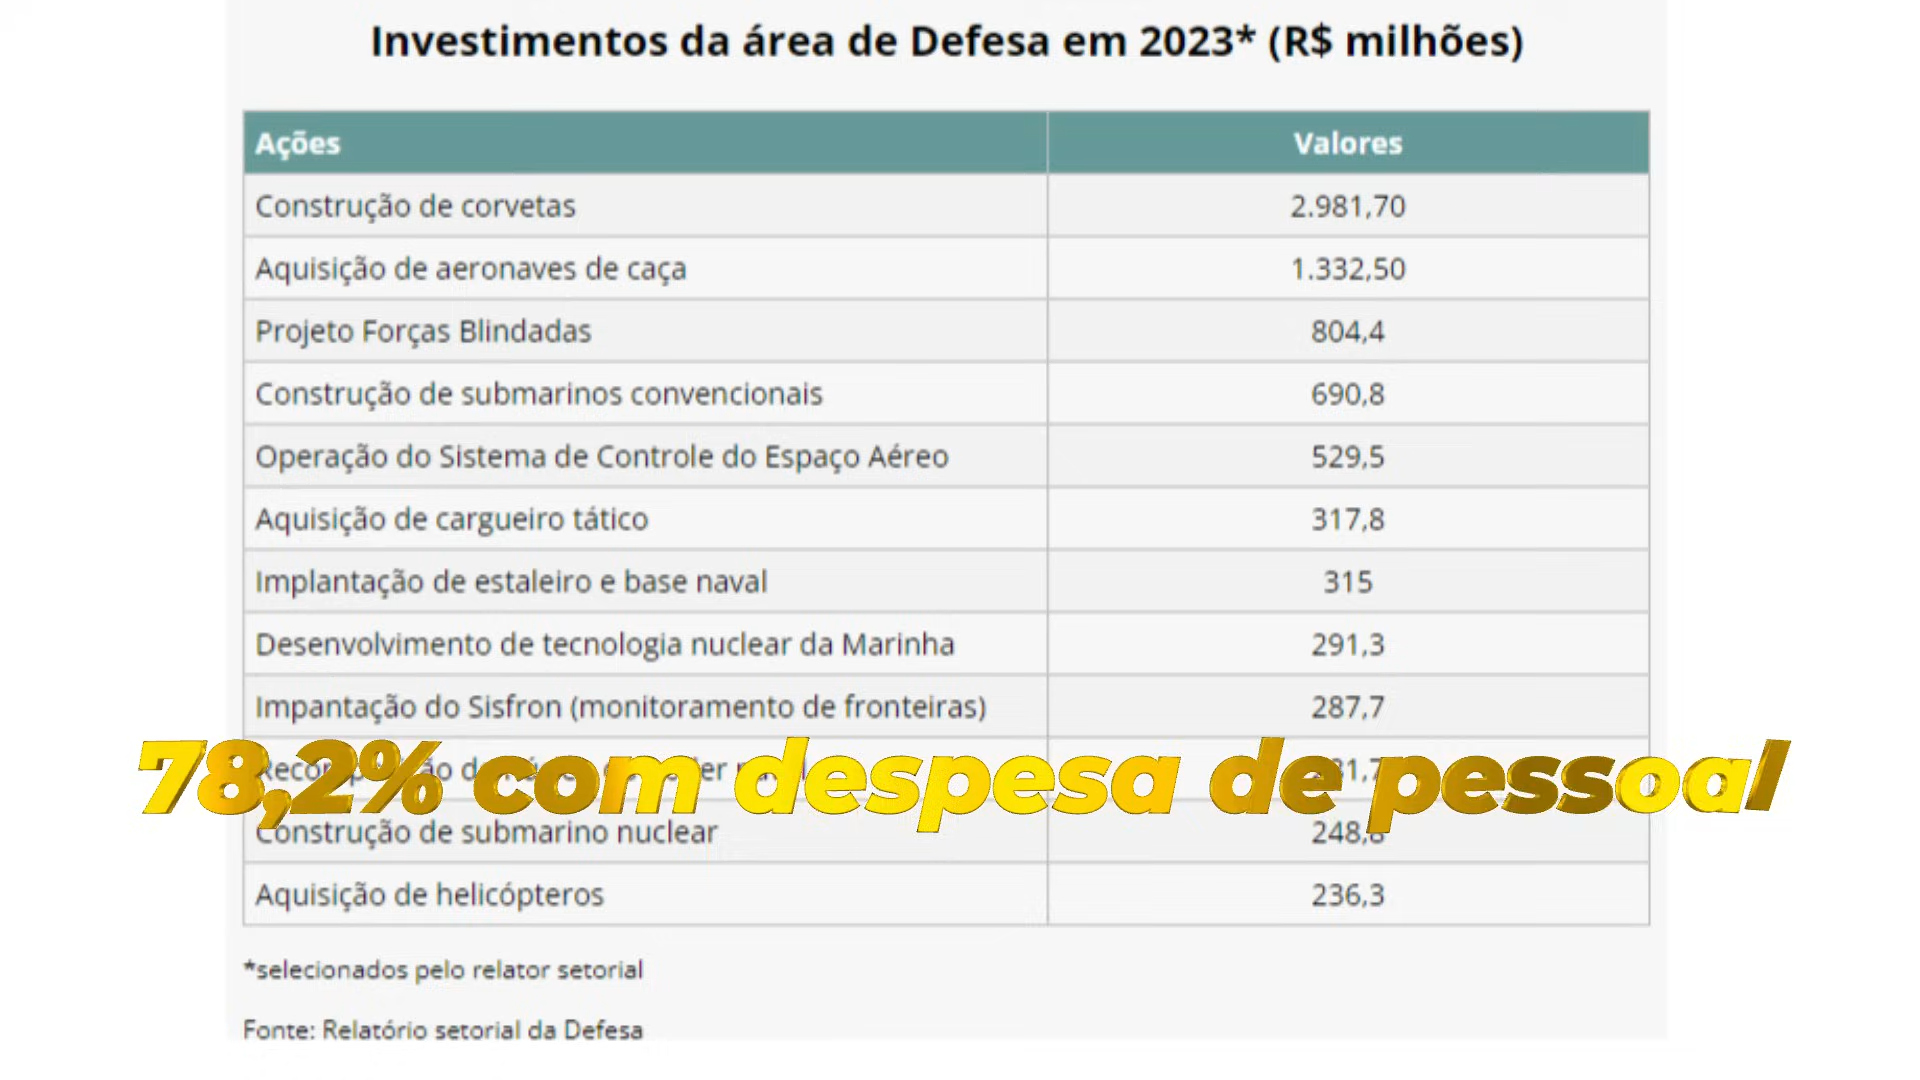 Investimentos da área de Defesa em 2023* (R$ milhões)
Ações Valores
Construção de corvetas 2.981,70
Aquisição de aeronaves de caça 1.332,50
Projeto Forças Blindadas 804,4
Construção de submarinos convencionais 690,8
Operação do Sistema de Controle do Espaço Aéreo 529,5
Aquisição de cargueiro tático 317,8
Implantação de estaleiro e base naval 315
Desenvolvimento de tecnologia nuclear da Marinha 291,3
Impantação do Sisfron (monitoramento de fronteiras) 287,7
78,2% com despesa de pessoal
Construção de submarino nuclear 248,8
Aquisição de helicópteros 236,3
*selecionados pelo relator setorial
Fonte: Relatório setorial da Defesa